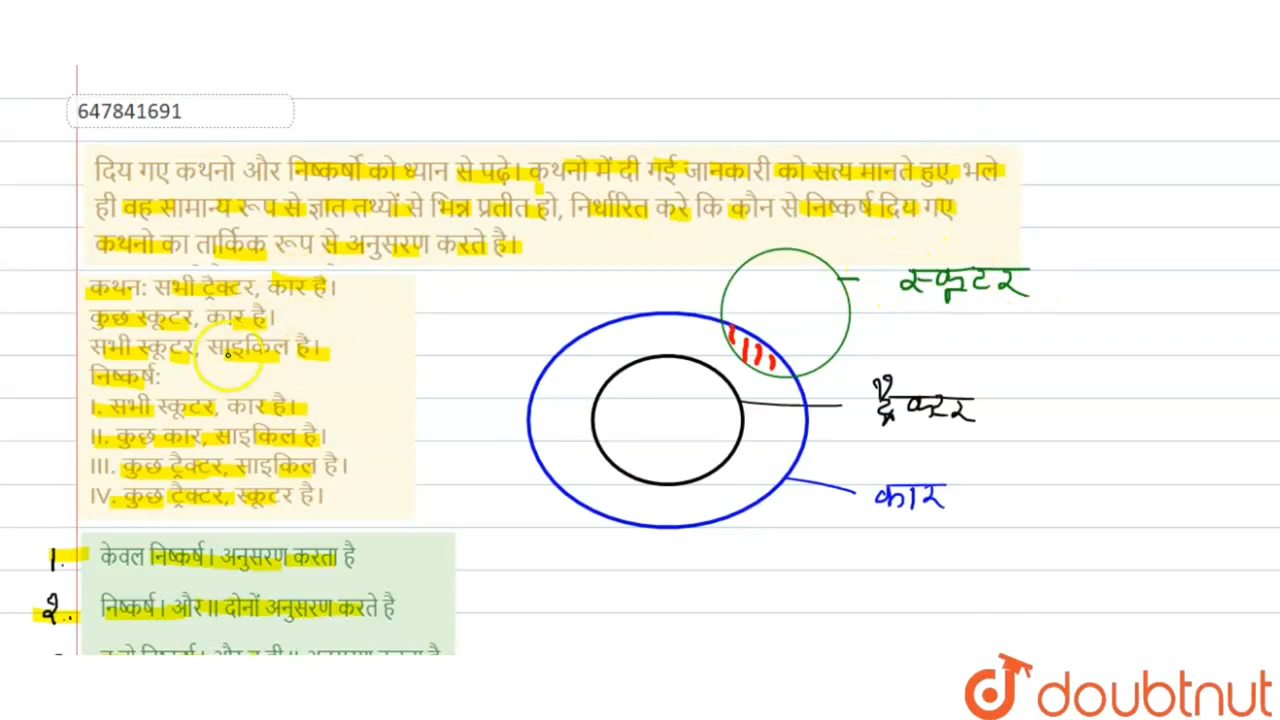 647841691
दिय गए कथनो और निष्कर्षो को ध्यान से पढ़े। कथनो में दी गई जानकारी को सत्य मानते हुए, भले
ही वह सामान्य रूप से ज्ञात तथ्यों से भिन्न प्रतीत हो, निर्धारित करे कि कौन से निष्कर्ष दिय गए
कथनो का तार्किक रूप से अनुसरण करते है।
कथन: सभी ट्रैक्टर, कार है।
कुछ स्कूटर, कार है।
सभी स्कूटर, साइकिल है।
निष्कर्ष:
I. सभी स्कूटर, कार है।
II. कुछ कार, साइकिल है।
III. कुछ ट्रैक्टर, साइकिल है।
IV. कुछ ट्रैक्टर, स्कूटर है।
स्कूटर
ट्रैक्टर
कार
1. केवल निष्कर्ष। अनुसरण करता है
2. निष्कर्ष। और॥ दोनों अनुसरण करते है
doubtnut